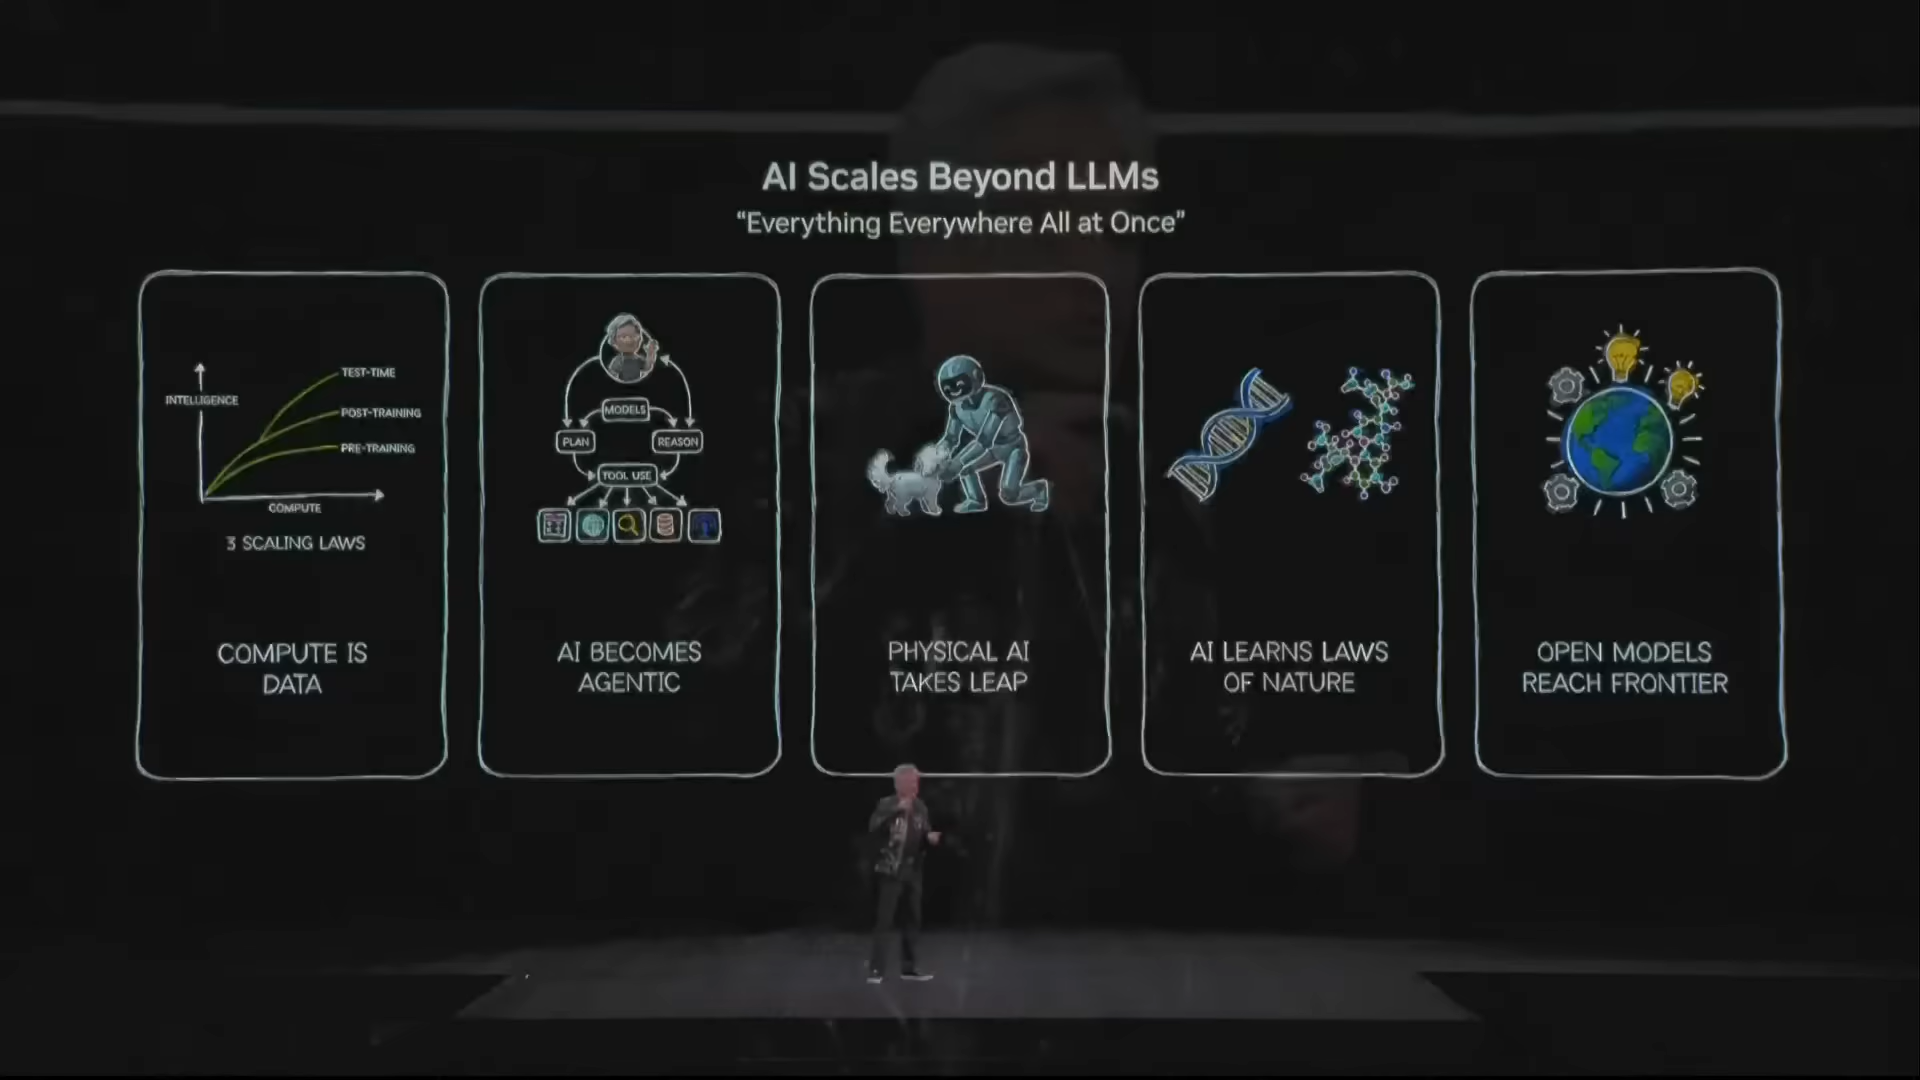 AI Scales Beyond LLMs
“Everything Everywhere All at Once”
INTELLIGENCE
TEST-TIME
POST-TRAINING
PRE-TRAINING
COMPUTE
3 SCALING LAWS
COMPUTE IS
DATA
MODELS
PLAN
REASON
TOOL USE
AI BECOMES
AGENTIC
PHYSICAL AI
TAKES LEAP
AI LEARNS LAWS
OF NATURE
OPEN MODELS
REACH FRONTIER